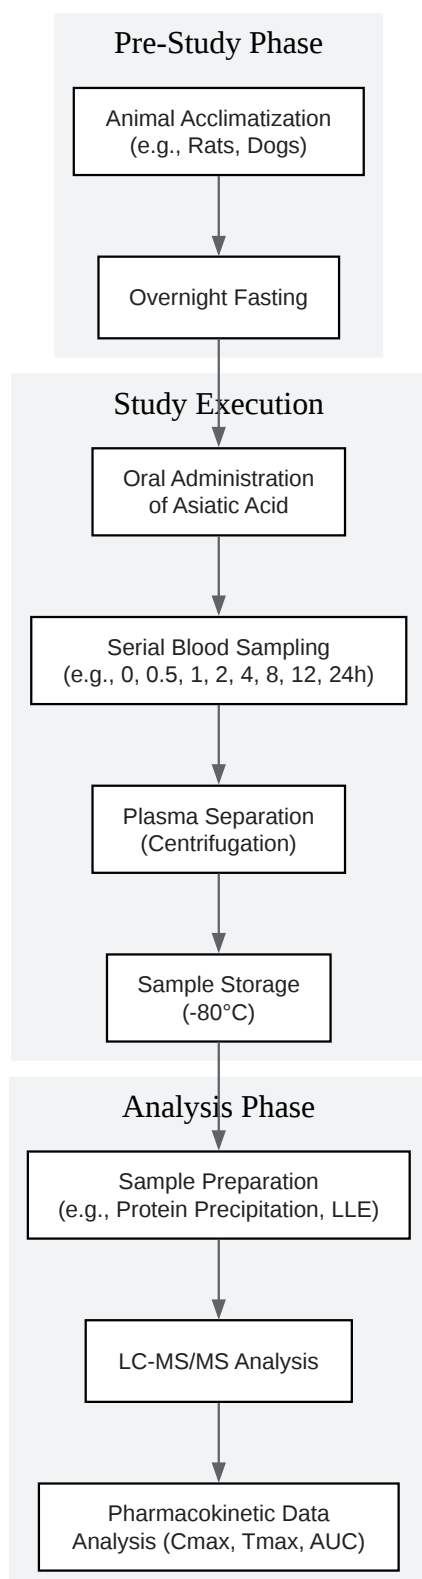 Pre-Study Phase
Animal Acclimatization
(e.g., Rats, Dogs)
Overnight Fasting
Study Execution
Oral Administration
of Asiatic Acid
Serial Blood Sampling
(e.g., 0, 0.5, 1, 2, 4, 8, 12, 24h)
Plasma Separation
(Centrifugation)
Sample Storage
(-80°C)
Analysis Phase
Sample Preparation
(e.g., Protein Precipitation, LLE)
LC-MS/MS Analysis
Pharmacokinetic Data
Analysis (Cmax, Tmax, AUC)